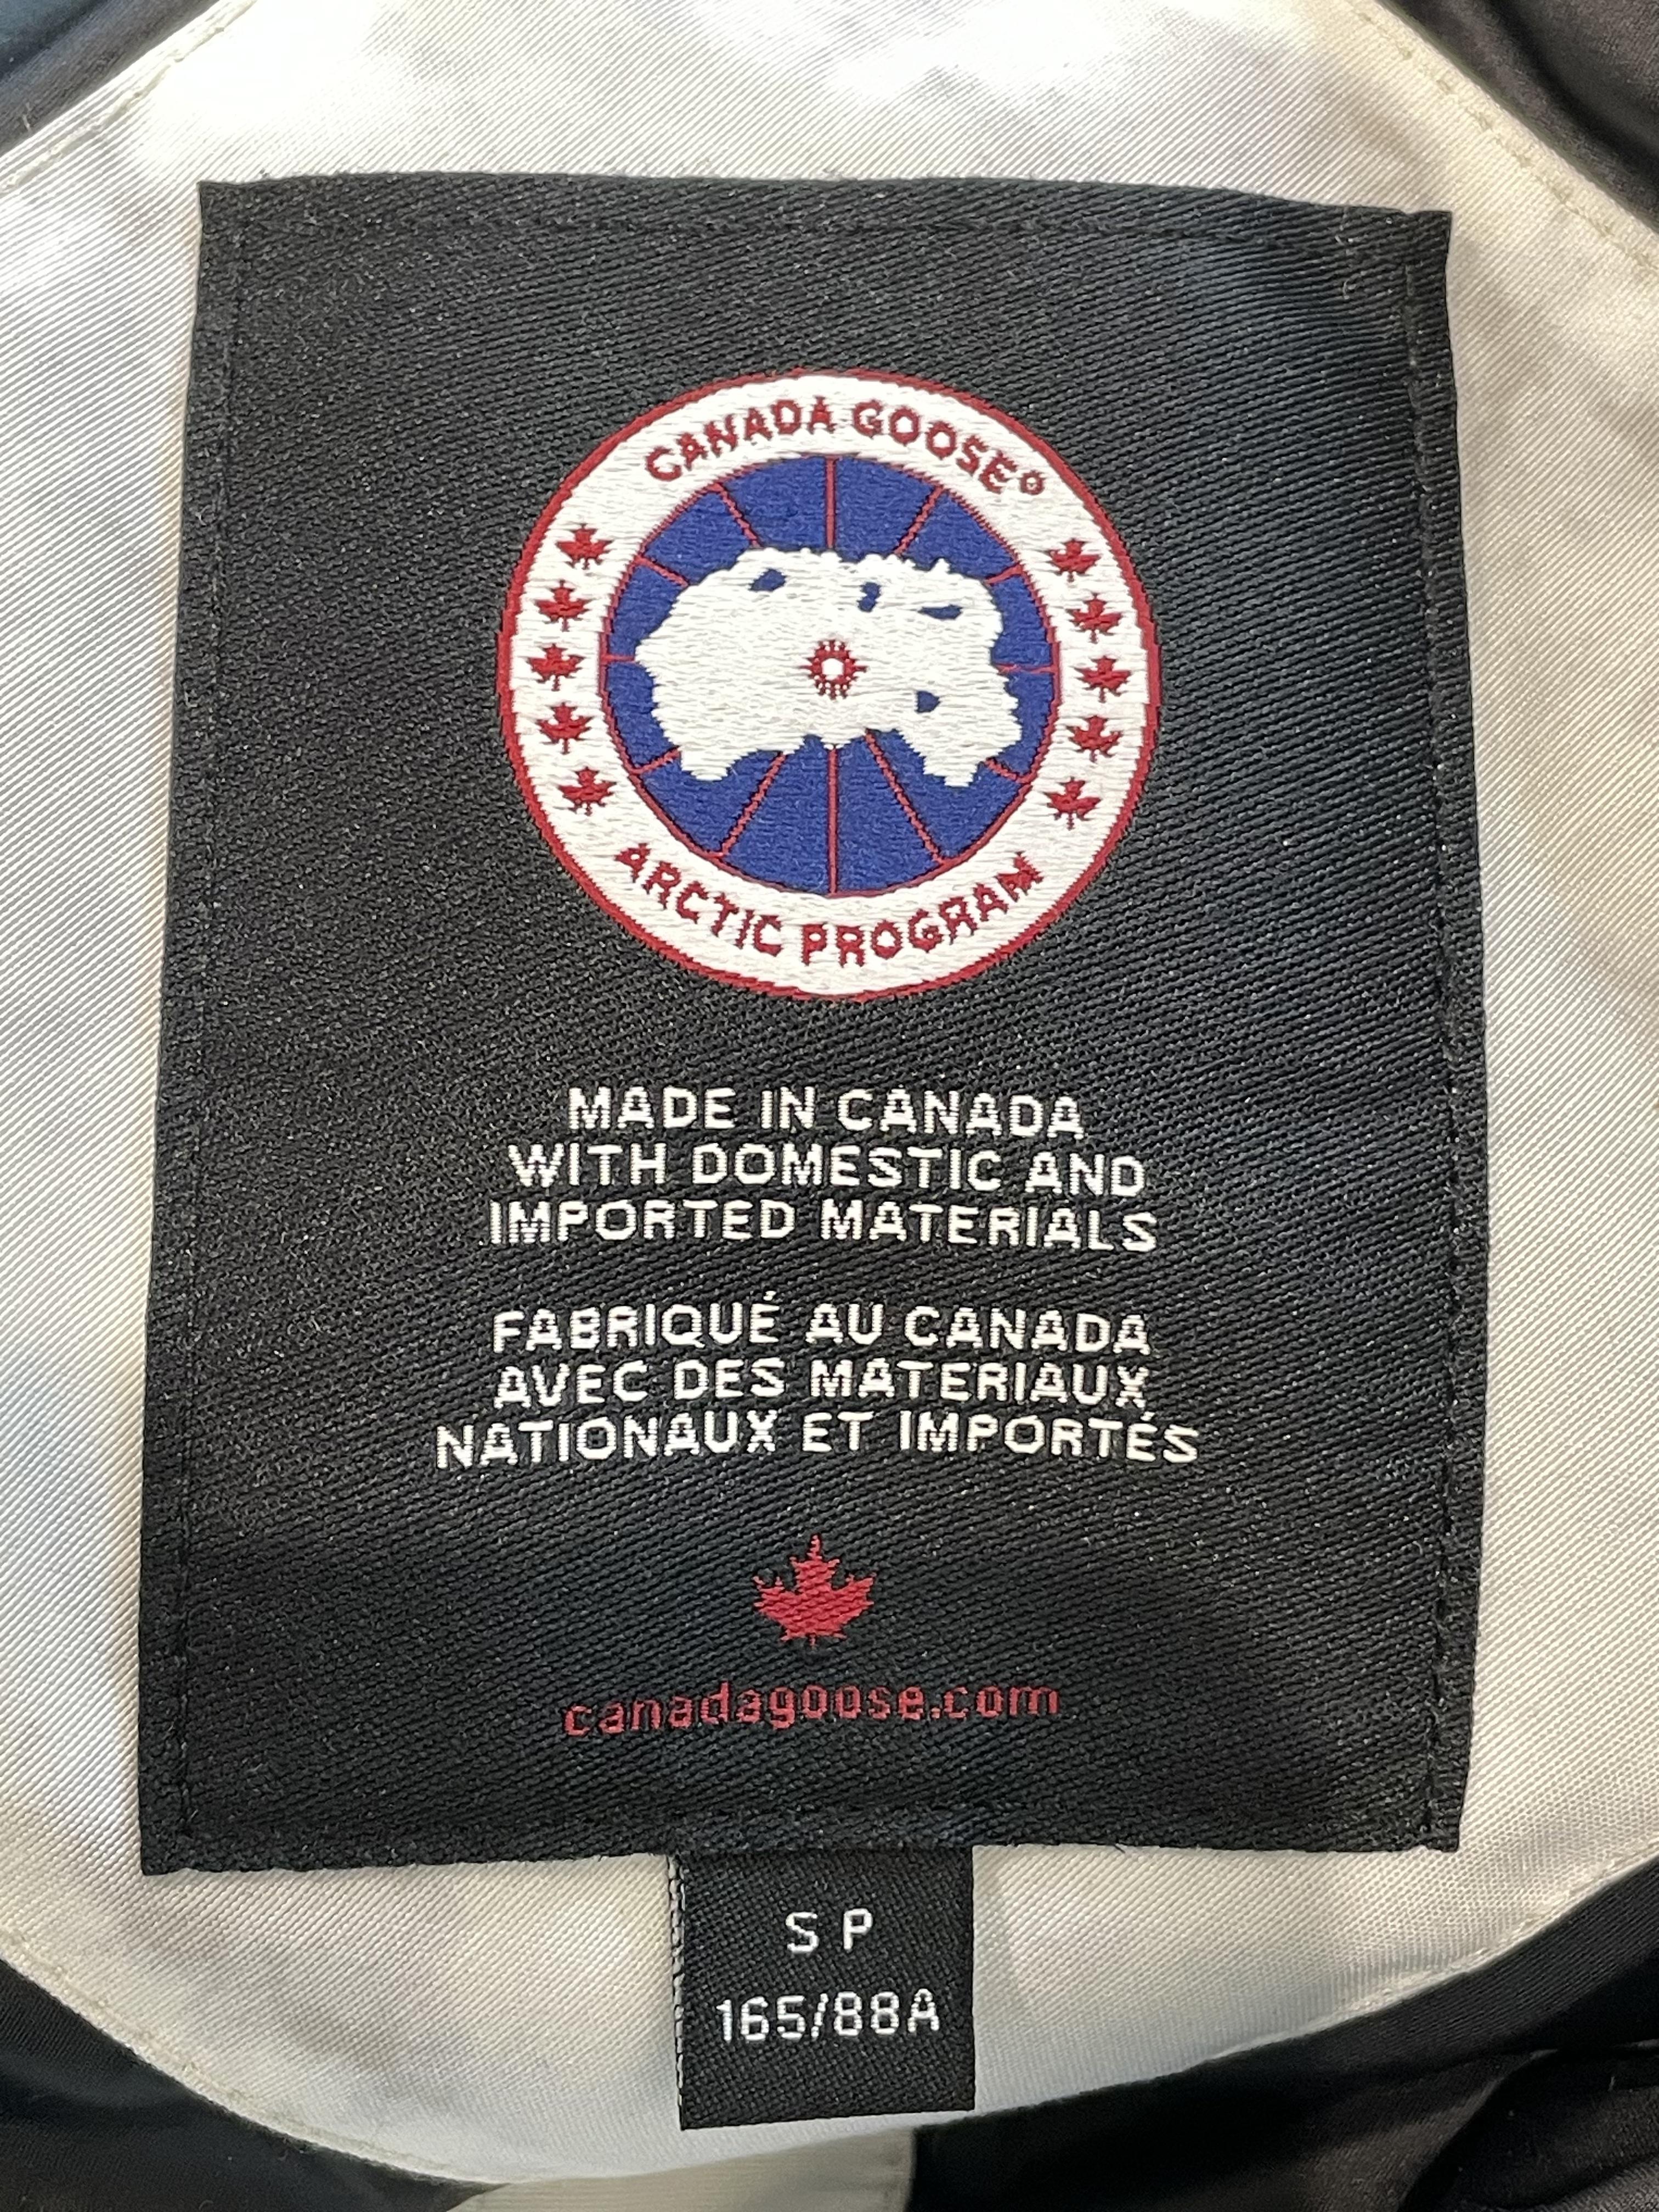 CANADA GOOSE®
ARCTIC PROGRAM
MADE IN CANADA
WITH DOMESTIC AND
IMPORTED MATERIALS
FABRIQUÉ AU CANADA
AVEC DES MATERIAUX
NATIONAUX ET IMPORTÉS
canadagoose.com
S P
165/88A